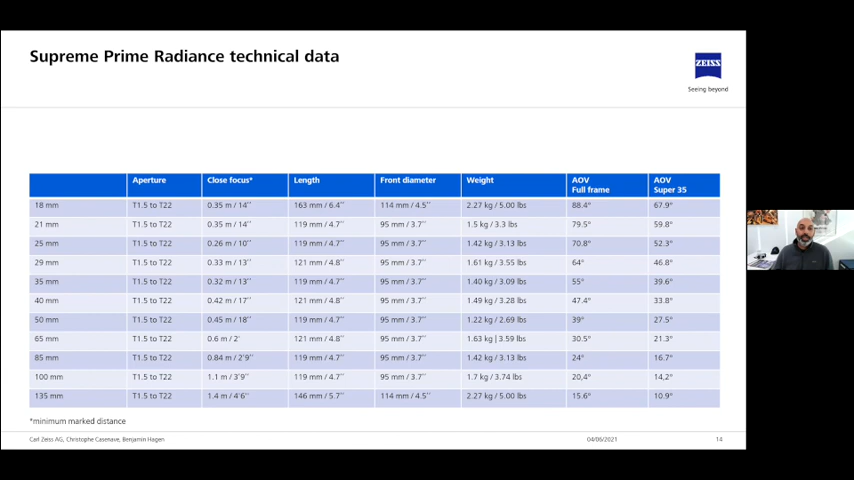 Supreme Prime Radiance technical data
ZEISS
Seeing beyond
Aperture Close focus* Length Front diameter Weight AOV Full frame AOV Super 35
18 mm T1.5 to T22 0.35 m / 14'' 163 mm / 6.4'' 114 mm / 4.5'' 2.27 kg / 5.00 lbs 88.4° 67.9°
21 mm T1.5 to T22 0.35 m / 14'' 119 mm / 4.7'' 95 mm / 3.7'' 1.5 kg / 3.3 lbs 79.5° 59.8°
25 mm T1.5 to T22 0.26 m / 10'' 119 mm / 4.7'' 95 mm / 3.7'' 1.42 kg / 3.13 lbs 70.8° 52.3°
29 mm T1.5 to T22 0.33 m / 13'' 121 mm / 4.8'' 95 mm / 3.7'' 1.61 kg / 3.55 lbs 64° 46.8°
35 mm T1.5 to T22 0.32 m / 13'' 119 mm / 4.7'' 95 mm / 3.7'' 1.40 kg / 3.09 lbs 55° 39.6°
40 mm T1.5 to T22 0.42 m / 17'' 121 mm / 4.8'' 95 mm / 3.7'' 1.49 kg / 3.28 lbs 47.4° 33.8°
50 mm T1.5 to T22 0.45 m / 18'' 119 mm / 4.7'' 95 mm / 3.7'' 1.22 kg / 2.69 lbs 39° 27.5°
65 mm T1.5 to T22 0.6 m / 2' 121 mm / 4.8'' 95 mm / 3.7'' 1.63 kg | 3.59 lbs 30.5° 21.3°
85 mm T1.5 to T22 0.84 m / 2'9'' 119 mm / 4.7'' 95 mm / 3.7'' 1.42 kg / 3.13 lbs 24° 16.7°
100 mm T1.5 to T22 1.1 m / 3'9'' 119 mm / 4.7'' 95 mm / 3.7'' 1.7 kg / 3.74 lbs 20,4° 14,2°
135 mm T1.5 to T22 1.4 m / 4'6'' 146 mm / 5.7'' 114 mm / 4.5'' 2.27 kg / 5.00 lbs 15.6° 10.9°
*minimum marked distance
Carl Zeiss AG, Christophe Casenave, Benjamin Hagen 04/06/2021 14